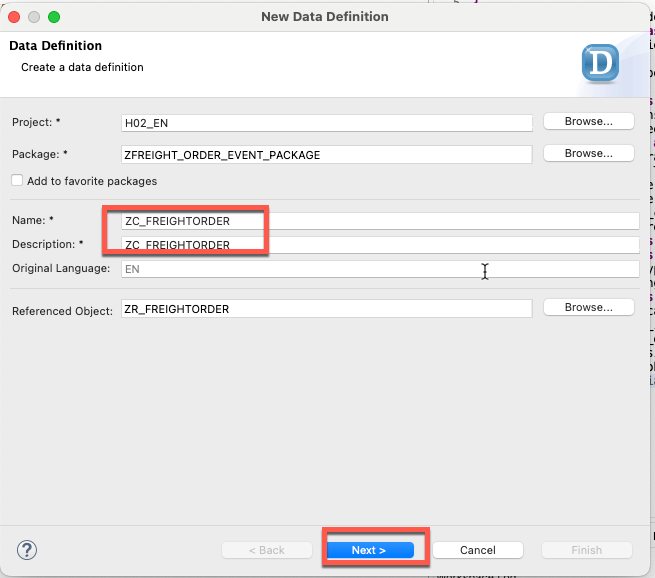 New Data Definition
Data Definition
Create a data definition
D
Project: *
H02_EN
Browse...
Package: *
ZFREIGHT_ORDER_EVENT_PACKAGE
Browse...
Add to favorite packages
Name: *
ZC_FREIGHTORDER
Description: *
ZC_FREIGHTORDER
Original Language:
EN
Referenced Object:
ZR_FREIGHTORDER
Browse...
?
< Back
Next >
Cancel
Finish